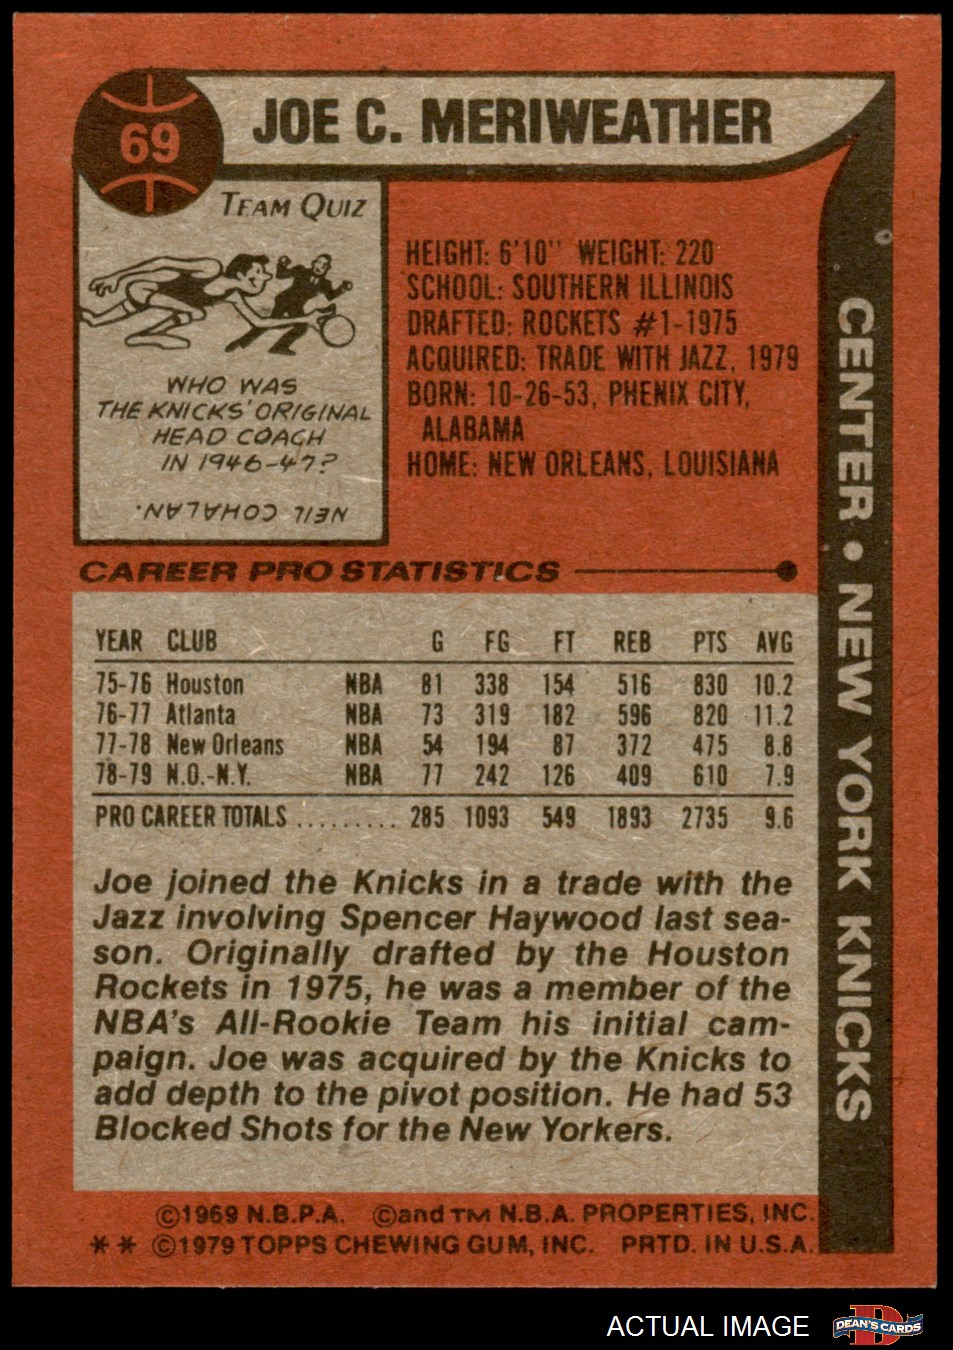 69
JOE C. MERIWEATHER
TEAM QUIZ
WHO WAS
THE KNICKS' ORIGINAL
HEAD COACH
IN 1946-47?
NEIL COHALAN.
HEIGHT: 6'10" WEIGHT: 220
SCHOOL: SOUTHERN ILLINOIS
DRAFTED: ROCKETS #1-1975
ACQUIRED: TRADE WITH JAZZ, 1979
BORN: 10-26-53, PHENIX CITY,
ALABAMA
HOME: NEW ORLEANS, LOUISIANA
CENTER • NEW YORK KNICKS
CAREER PRO STATISTICS
YEAR CLUB G FG FT REB PTS AVG
75-76 Houston NBA 81 338 154 516 830 10.2
76-77 Atlanta NBA 73 319 182 596 820 11.2
77-78 New Orleans NBA 54 194 87 372 475 8.8
78-79 N.O.-N.Y. NBA 77 242 126 409 610 7.9
PRO CAREER TOTALS .......... 285 1093 549 1893 2735 9.6
Joe joined the Knicks in a trade with the
Jazz involving Spencer Haywood last sea-
son. Originally drafted by the Houston
Rockets in 1975, he was a member of the
NBA's All-Rookie Team his initial cam-
paign. Joe was acquired by the Knicks to
add depth to the pivot position. He had 53
Blocked Shots for the New Yorkers.
©1969 N.B.P.A. ©and TM N.B.A. PROPERTIES, INC.
** ©1979 TOPPS CHEWING GUM, INC. PRTD. IN U.S.A.
ACTUAL IMAGE
D
DEAN'S CARDS